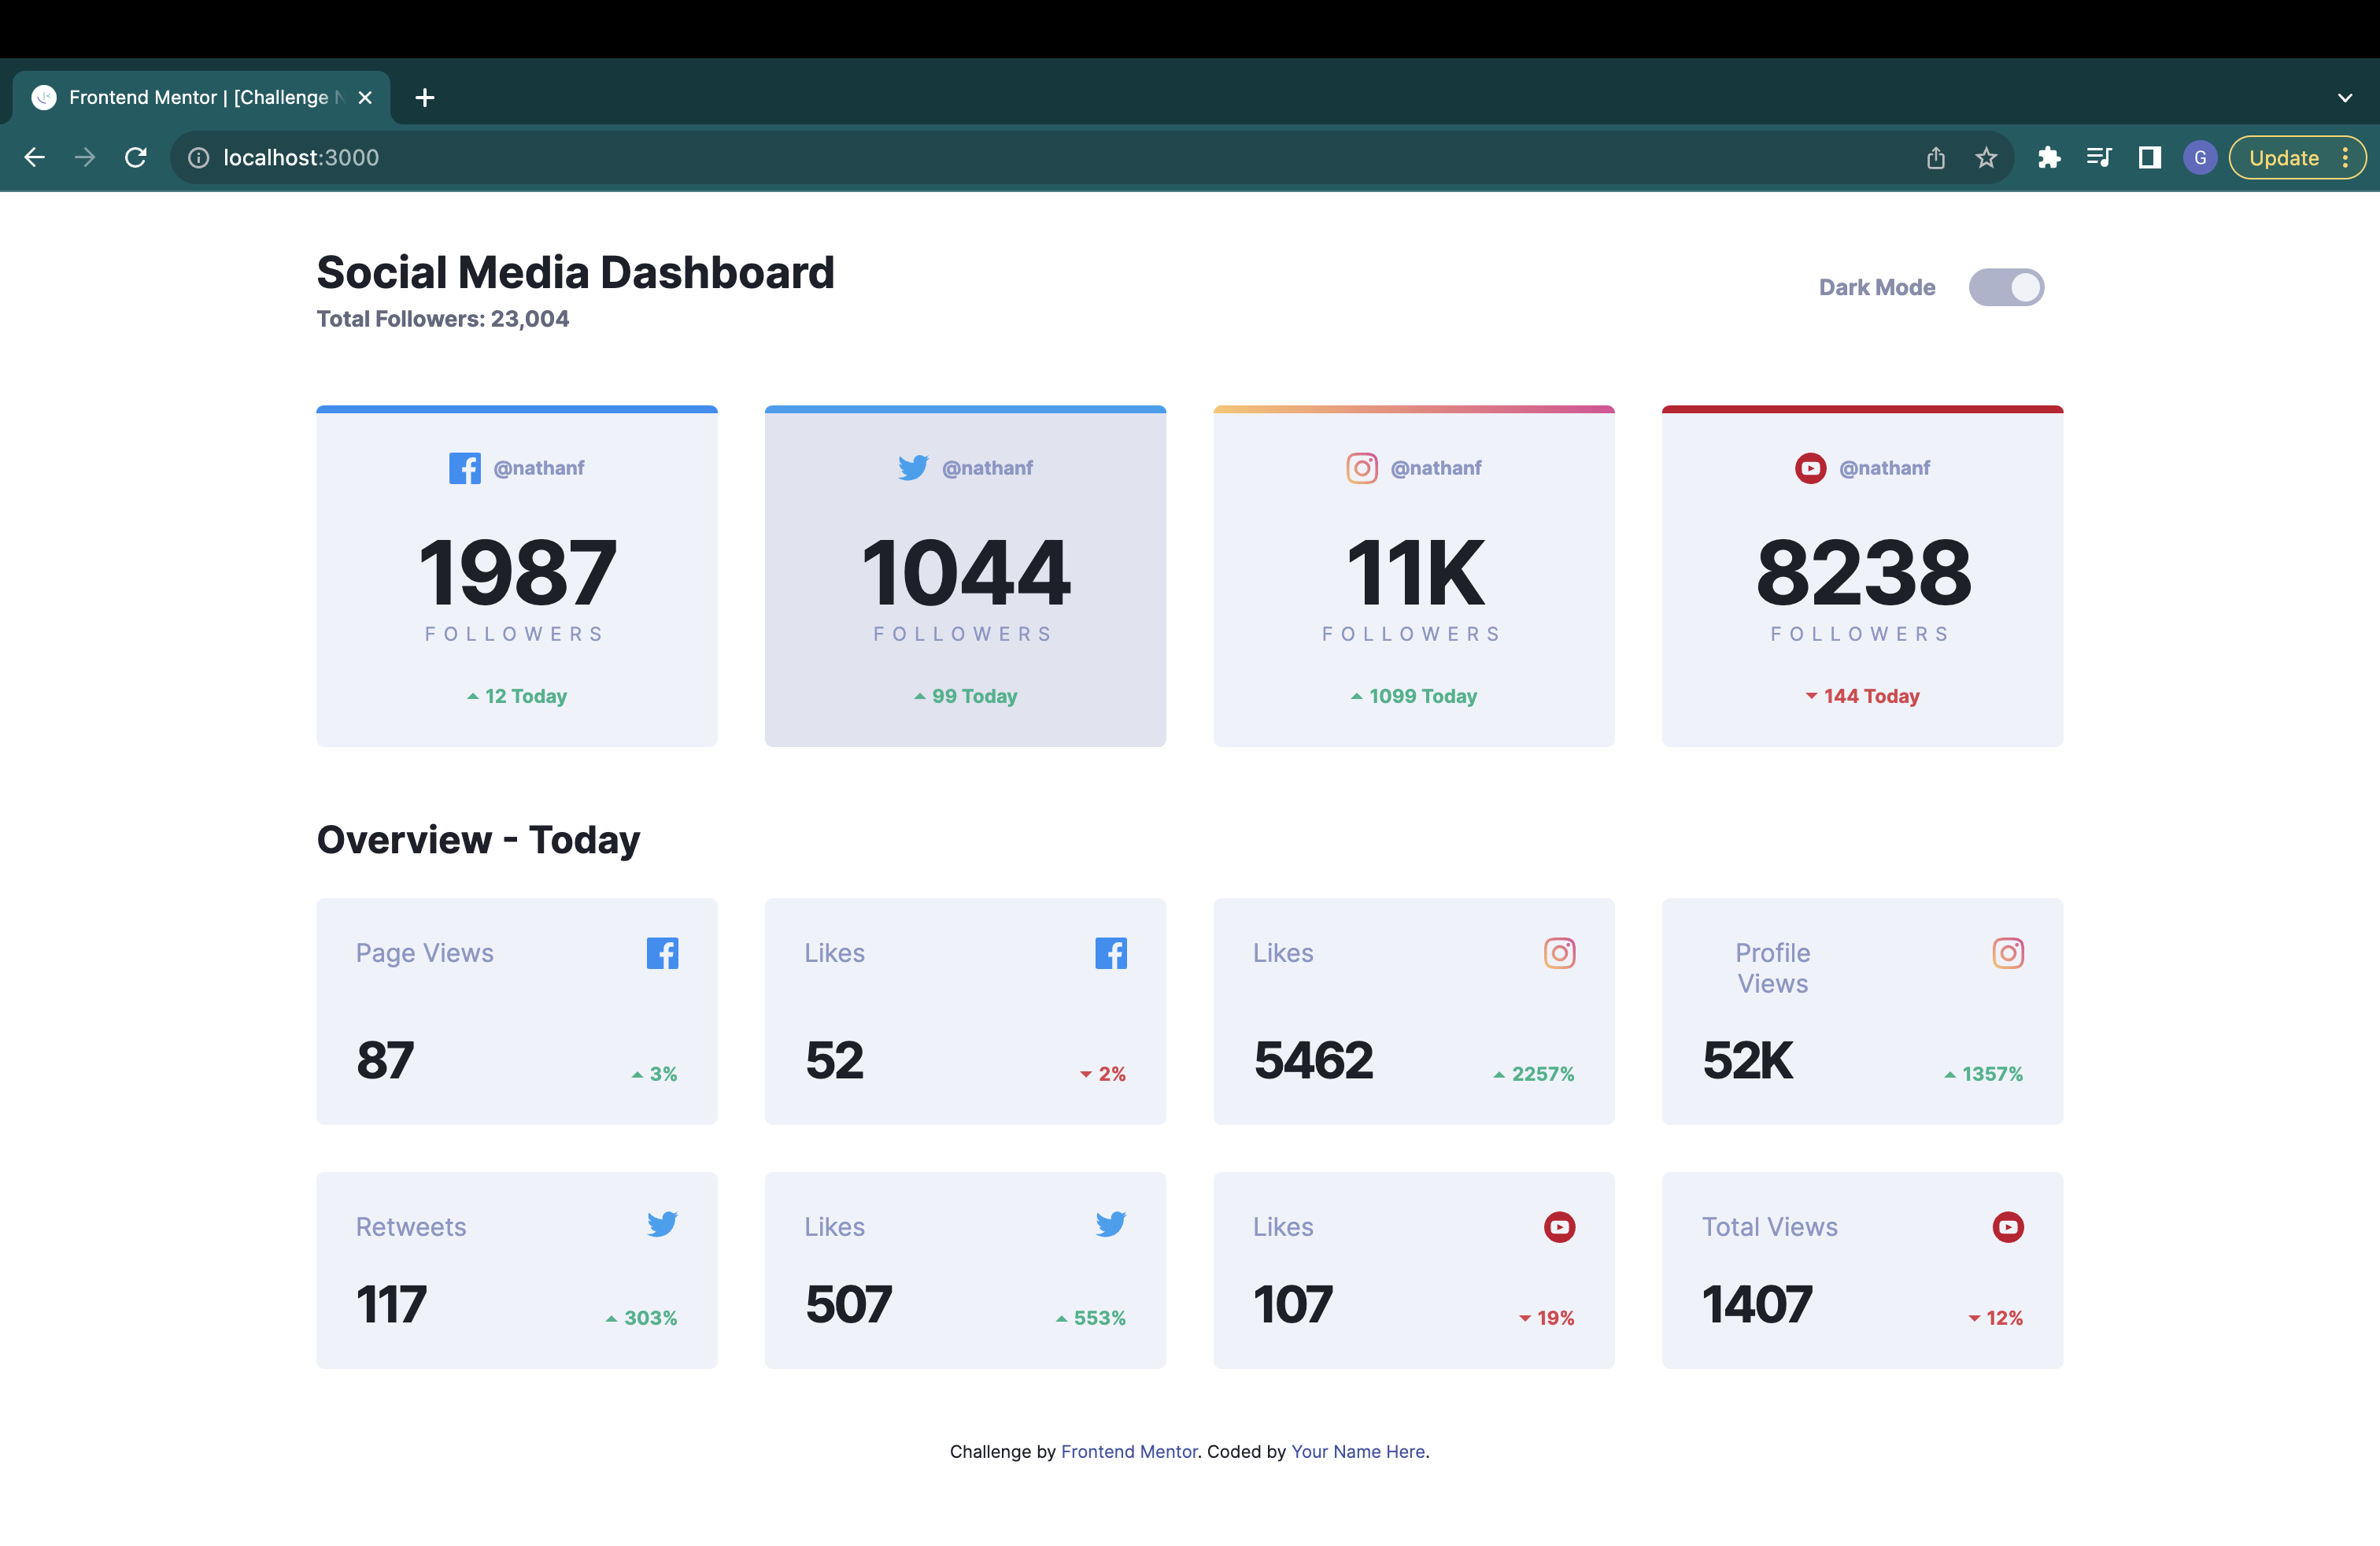 Frontend Mentor | [Challenge N
localhost:3000
G
Update
Social Media Dashboard
Total Followers: 23,004
Dark Mode
@nathanf
1987
FOLLOWERS
12 Today
@nathanf
1044
FOLLOWERS
99 Today
@nathanf
11K
FOLLOWERS
1099 Today
@nathanf
8238
FOLLOWERS
144 Today
Overview - Today
Page Views
87
3%
Likes
52
2%
Likes
5462
2257%
Profile
Views
52K
1357%
Retweets
117
303%
Likes
507
553%
Likes
107
19%
Total Views
1407
12%
Challenge by Frontend Mentor. Coded by Your Name Here.